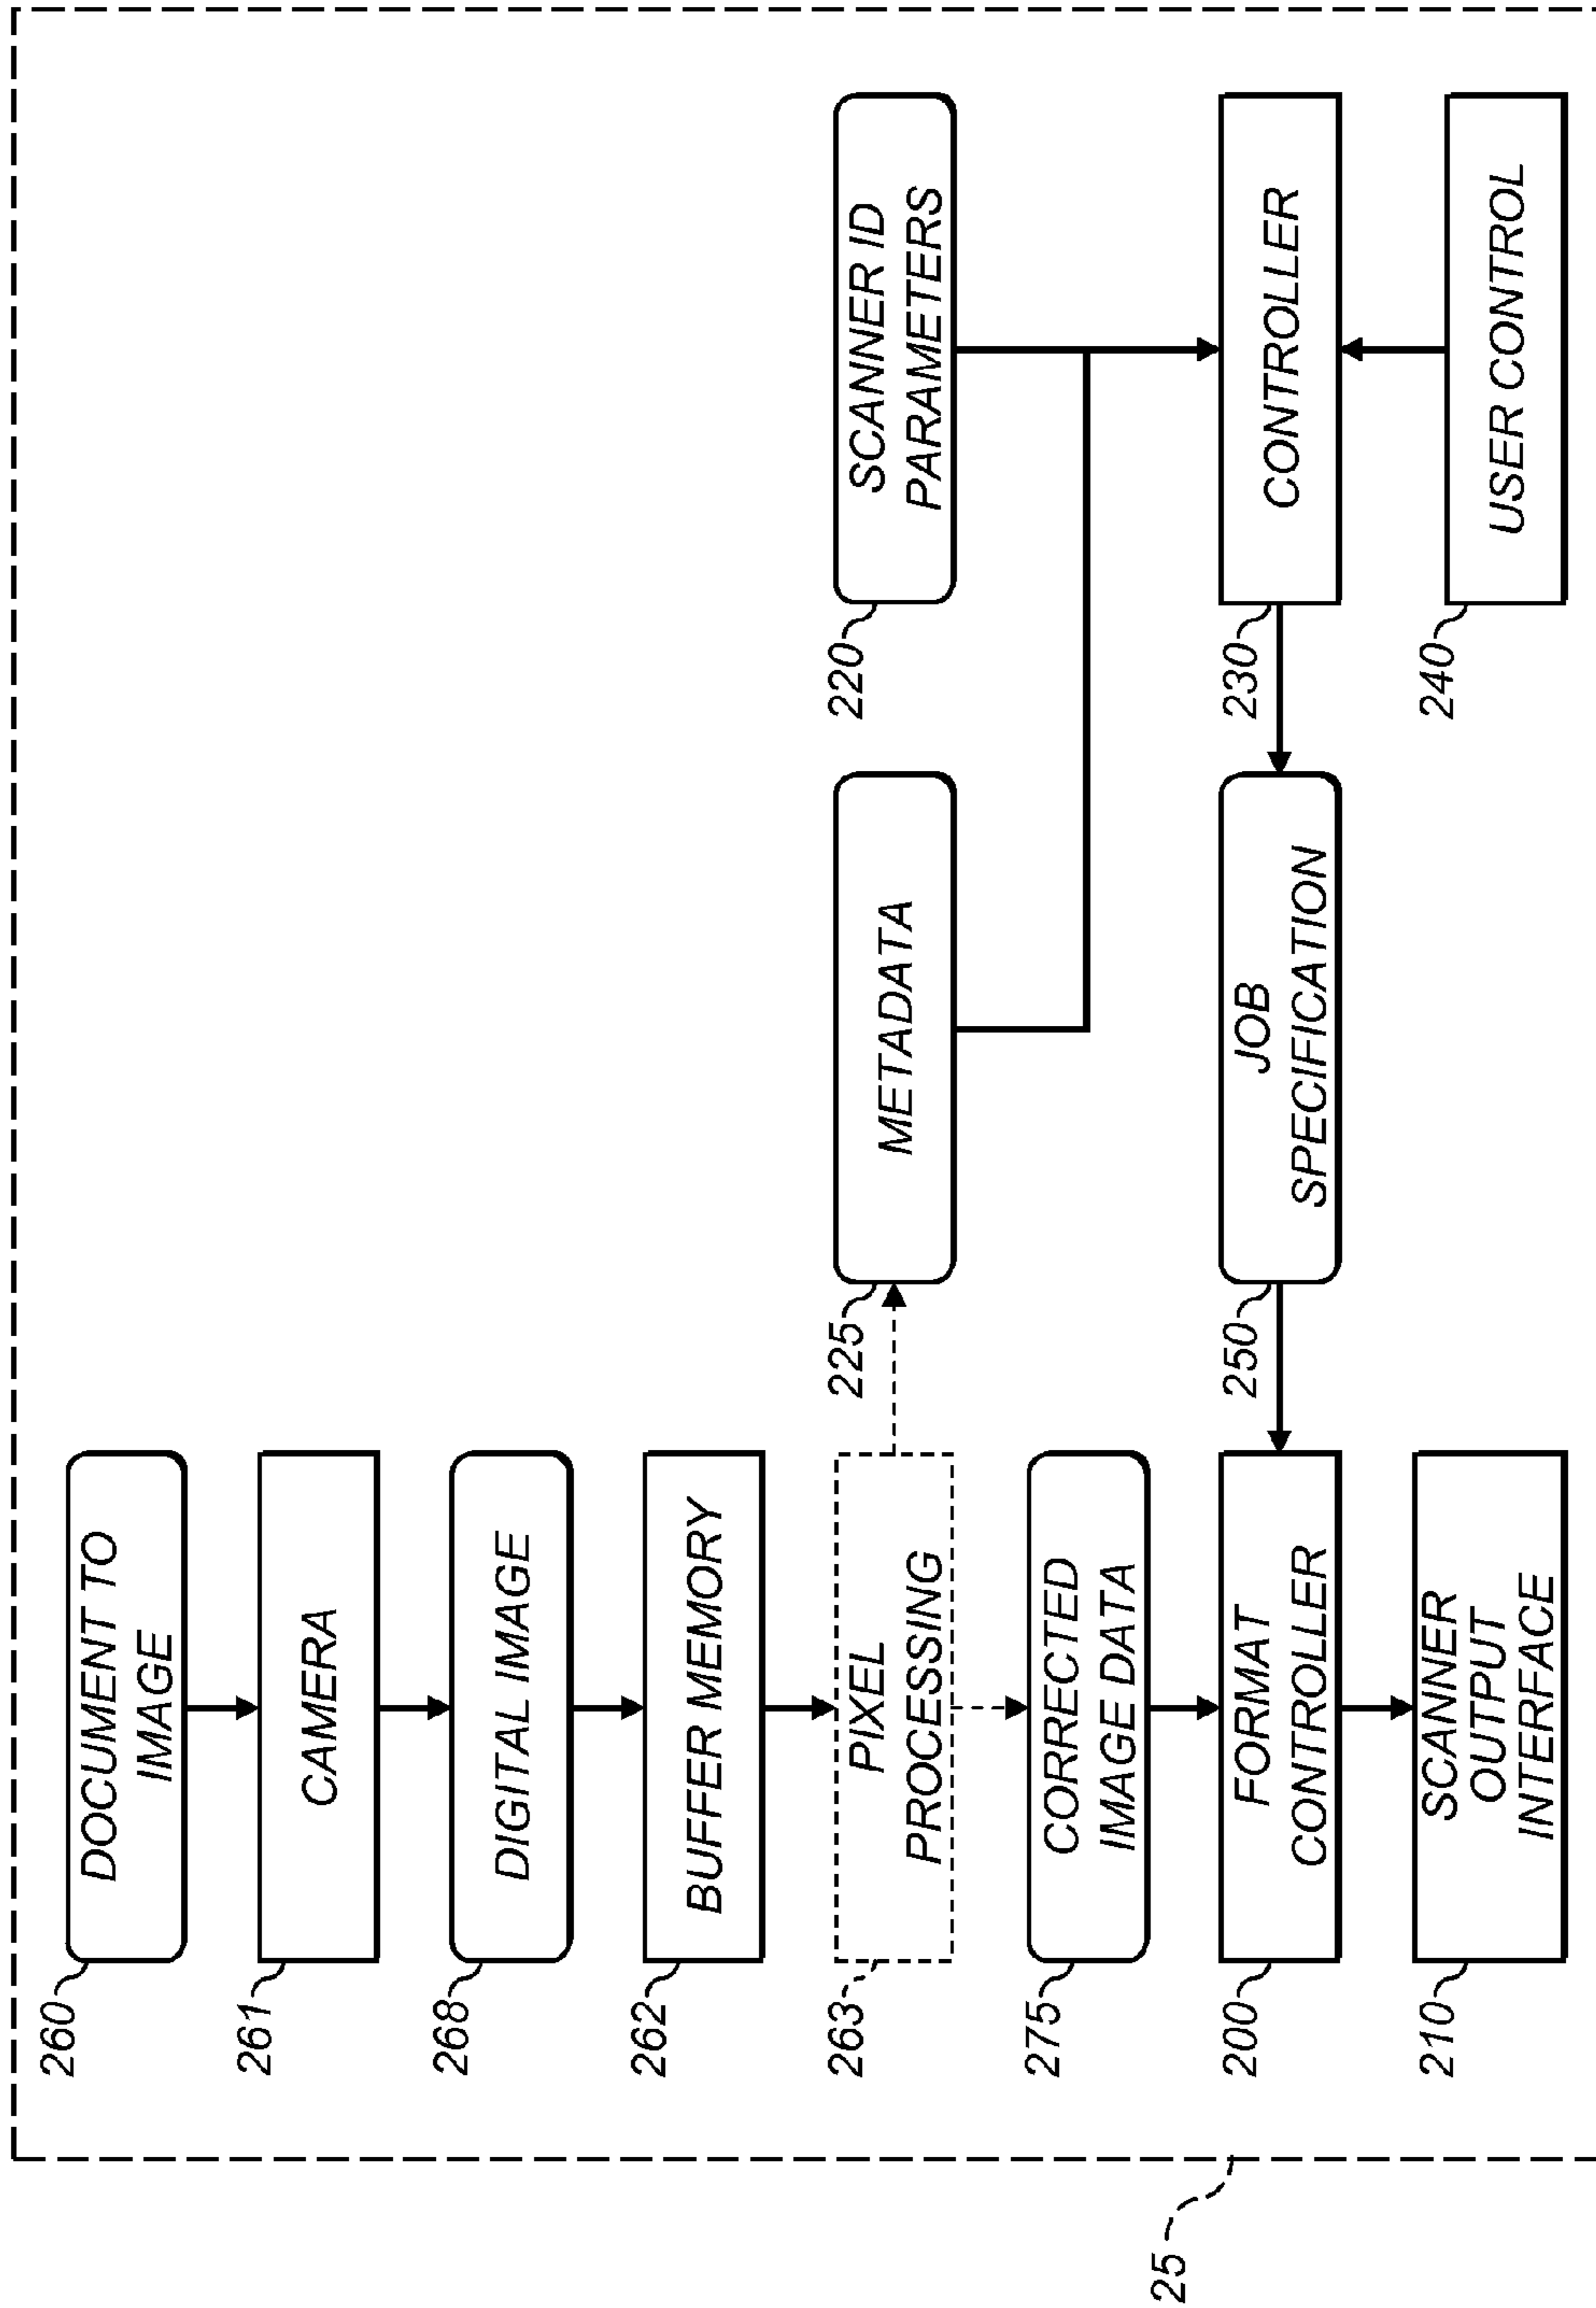 260
DOCUMENT TO
IMAGE
261
CAMERA
268
DIGITAL IMAGE
262
BUFFER MEMORY
263
PIXEL
PROCESSING
225
METADATA
220
SCANNER ID
PARAMETERS
275
CORRECTED
IMAGE DATA
200
FORMAT
CONTROLLER
250
JOB
SPECIFICATION
230
CONTROLLER
210
SCANNER
OUTPUT
INTERFACE
240
USER CONTROL
25